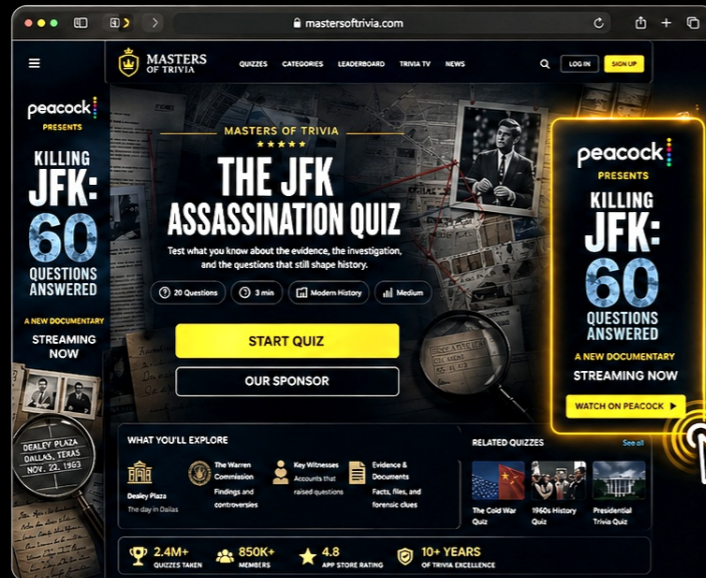 mastersoftrivia.com
MASTERS
OF TRIVIA
QUIZZES
CATEGORIES
LEADERBOARD
TRIVIA TV
NEWS
LOG IN
SIGN UP
peacock
PRESENTS
KILLING
JFK:
60
QUESTIONS
ANSWERED
A NEW DOCUMENTARY
STREAMING
NOW
DEALEY PLAZA
DALLAS, TEXAS
NOV. 22, 1963
MASTERS OF TRIVIA
THE JFK
ASSASSINATION QUIZ
Test what you know about the evidence, the investigation,
and the questions that still shape history.
20 Questions
3 min
Modern History
Medium
START QUIZ
OUR SPONSOR
peacock
PRESENTS
KILLING
JFK:
60
QUESTIONS
ANSWERED
A NEW DOCUMENTARY
STREAMING NOW
WATCH ON PEACOCK
WHAT YOU'LL EXPLORE
Dealey Plaza
The day in Dallas
The Warren
Commission
Findings and
controversies
Key Witnesses
Accounts that
raised questions
Evidence &
Documents
Facts, files, and
forensic clues
RELATED QUIZZES
See all
The Cold War
Quiz
1960s History
Quiz
Presidential
Trivia Quiz
2.4M+
QUIZZES TAKEN
850K+
MEMBERS
4.8
APP STORE RATING
10+ YEARS
OF TRIVIA EXCELLENCE